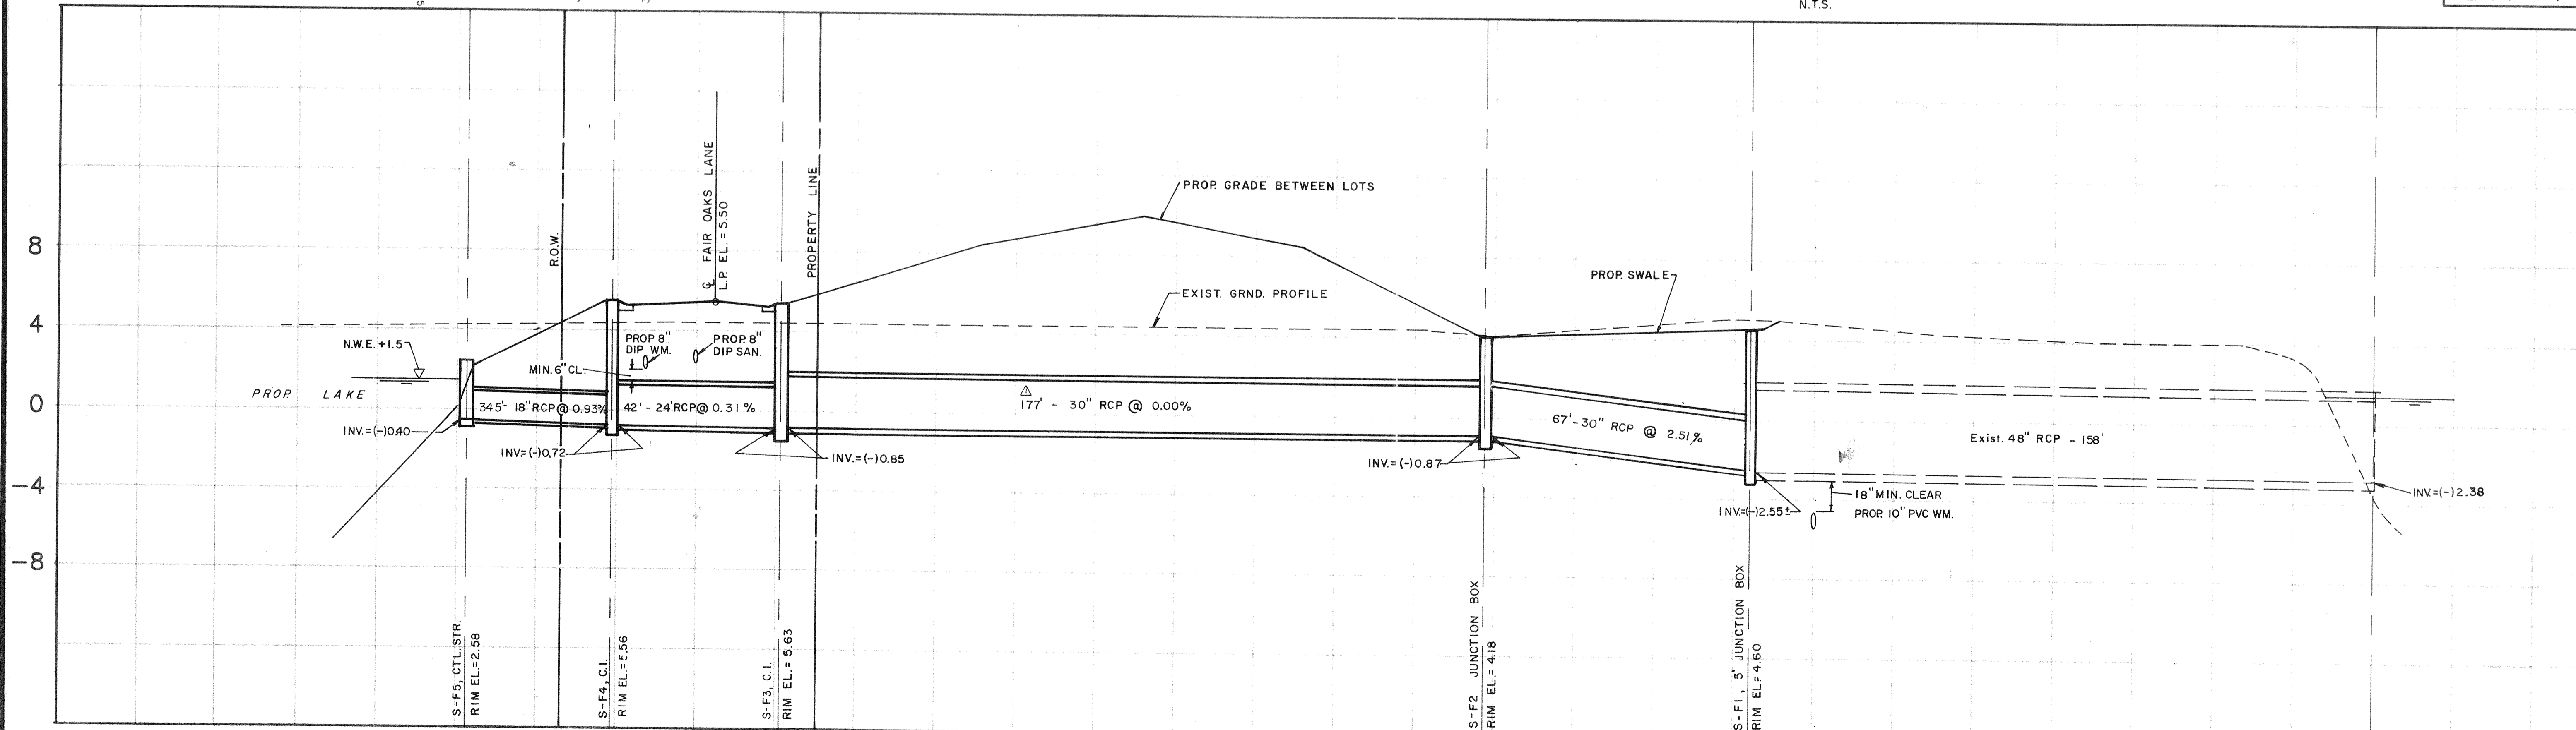 N.T.S.
8
4
0
-4
-8
R.O.W.
℄ FAIR OAKS LANE
L.P. EL. = 5.50
PROPERTY LINE
PROP. GRADE BETWEEN LOTS
EXIST. GRND. PROFILE
PROP. SWALE
N.W.E. +1.5
PROP. LAKE
PROP. 8"
DIP WM.
PROP. 8"
DIP SAN.
MIN. 6" CL.
34.5'- 18" RCP @ 0.93%
42' - 24' RCP @ 0.31 %
177' - 30" RCP @ 0.00%
67'-30" RCP @ 2.51%
Exist. 48" RCP - 158'
INV. = (-)0.40
INV.= (-)0.72
INV.= (-)0.85
INV.= (-)0.87
INV.=(-)2.55±
18" MIN. CLEAR
PROP. 10" PVC WM.
INV.=(-)2.38
S-F5, CTL. STR.
RIM EL.= 2.58
S-F4, C.I.
RIM EL.= 5.56
S-F3, C.I.
RIM EL. = 5.63
S-F2 JUNCTION BOX
RIM EL.= 4.18
S-F1, 5' JUNCTION BOX
RIM EL.= 4.60